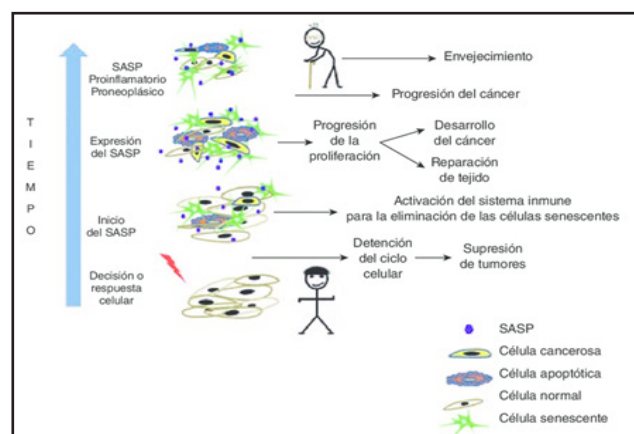 SASP
Proinflamatorio
Proneoplásico
Envejecimiento
Progresión del cáncer
T
I
E
M
P
O
Expresión
del SASP
Progresión
de la
proliferación
Desarrollo
del cáncer
Reparación
de tejido
Inicio
del SASP
Activación del sistema inmune
para la eliminación de las células senescentes
Decisión o
respuesta
celular
Detención
del ciclo
celular
Supresión
de tumores
SASP
Célula cancerosa
Célula apoptótica
Célula normal
Célula senescente